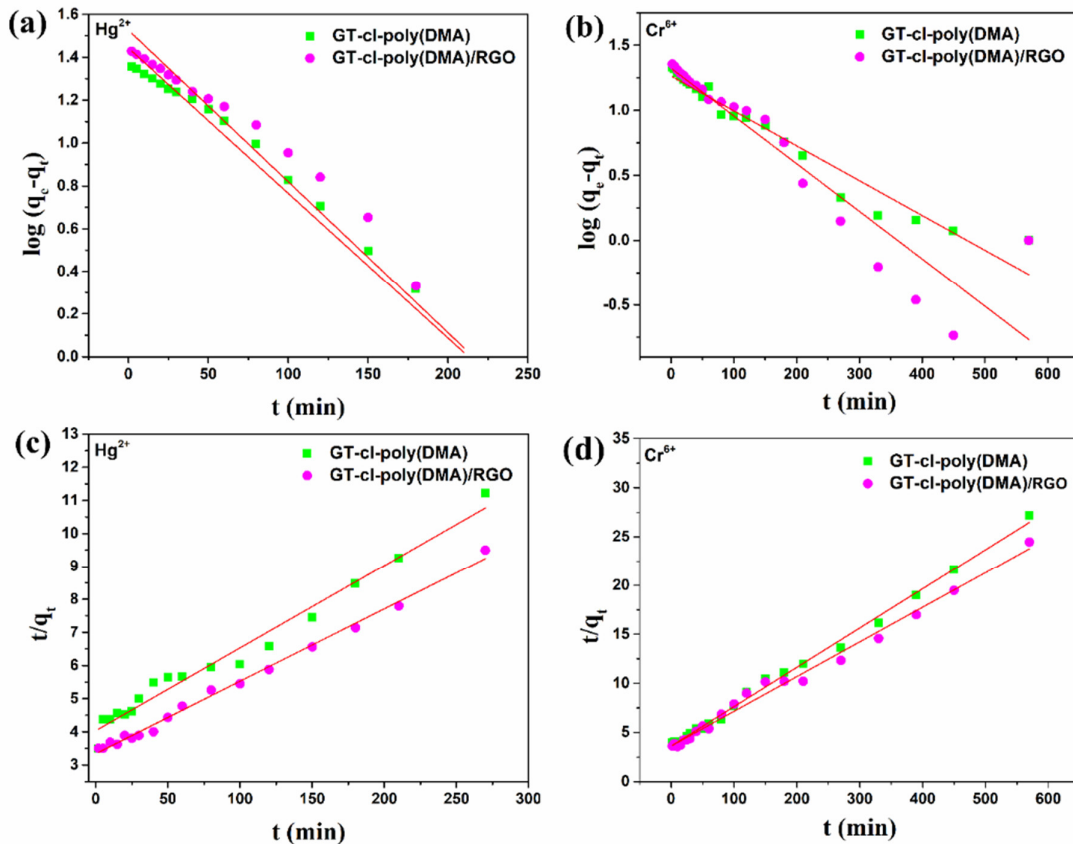 (a)
Hg2+
GT-cl-poly(DMA)
GT-cl-poly(DMA)/RGO
1.6
1.4
1.2
1.0
0.8
0.6
0.4
0.2
0.0
log (qe-qt)
0
50
100
150
200
250
t (min)
(b)
Cr6+
GT-cl-poly(DMA)
GT-cl-poly(DMA)/RGO
1.5
1.0
0.5
0.0
-0.5
log (qe-qt)
0
100
200
300
400
500
600
t (min)
(c)
Hg2+
GT-cl-poly(DMA)
GT-cl-poly(DMA)/RGO
13
12
11
10
9
8
7
6
5
4
3
t/qt
0
50
100
150
200
250
300
t (min)
(d)
Cr6+
GT-cl-poly(DMA)
GT-cl-poly(DMA)/RGO
35
30
25
20
15
10
5
0
t/qt
0
100
200
300
400
500
600
t (min)